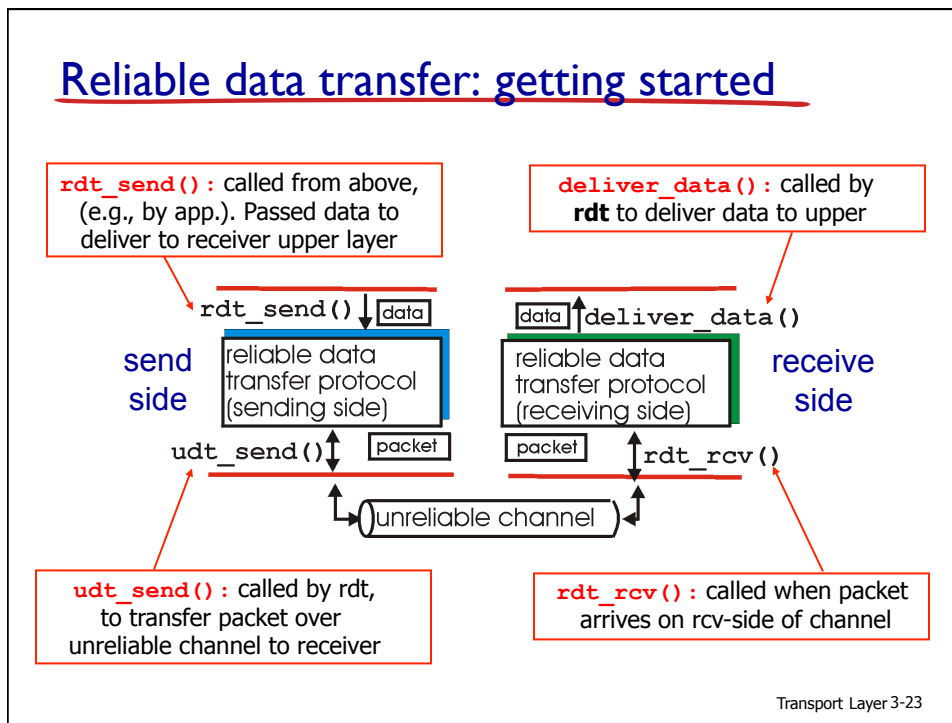 Reliable data transfer: getting started
rdt_send(): called from above,
(e.g., by app.). Passed data to
deliver to receiver upper layer
deliver_data(): called by
rdt to deliver data to upper
rdt_send()
data
data
deliver_data()
send
side
reliable data
transfer protocol
(sending side)
reliable data
transfer protocol
(receiving side)
receive
side
udt_send()
packet
packet
rdt_rcv()
unreliable channel
udt_send(): called by rdt,
to transfer packet over
unreliable channel to receiver
rdt_rcv(): called when packet
arrives on rcv-side of channel
Transport Layer 3-23